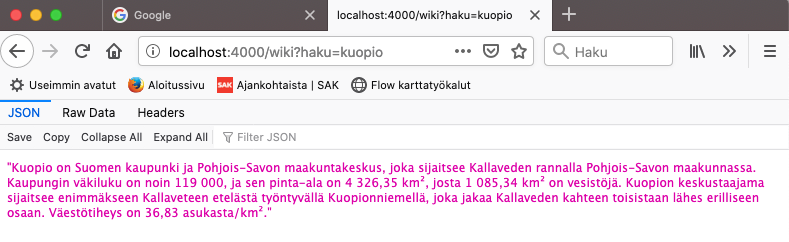 Google
localhost:4000/wiki?haku=kuopio
localhost:4000/wiki?haku=kuopio
Haku
Useimmin avatut
Aloitussivu
SAK Ajankohtaista | SAK
Flow karttatyökalut
JSON Raw Data Headers
Save Copy Collapse All Expand All Filter JSON
"Kuopio on Suomen kaupunki ja Pohjois-Savon maakuntakeskus, joka sijaitsee Kallaveden rannalla Pohjois-Savon maakunnassa.
Kaupungin väkiluku on noin 119 000, ja sen pinta-ala on 4 326,35 km², josta 1 085,34 km² on vesistöjä. Kuopion keskustaajama
sijaitsee enimmäkseen Kallaveteen etelästä työntyvällä Kuopionniemellä, joka jakaa Kallaveden kahteen toisistaan lähes erilliseen
osaan. Väestötiheys on 36,83 asukasta/km²."